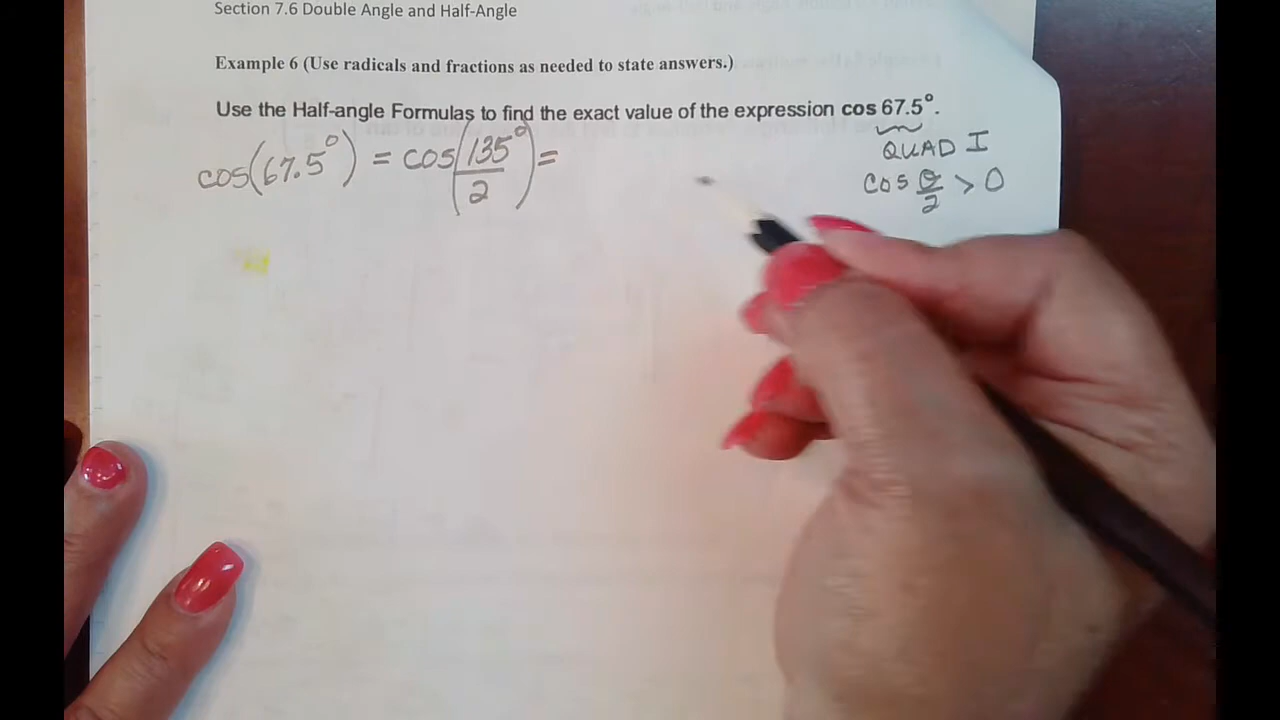 Section 7.6 Double Angle and Half-Angle
Example 6 (Use radicals and fractions as needed to state answers.)
Use the Half-angle Formulas to find the exact value of the expression cos 67.5°.
cos(67.5°) = cos(135°/2) =
QUAD I
cos θ/2 > 0